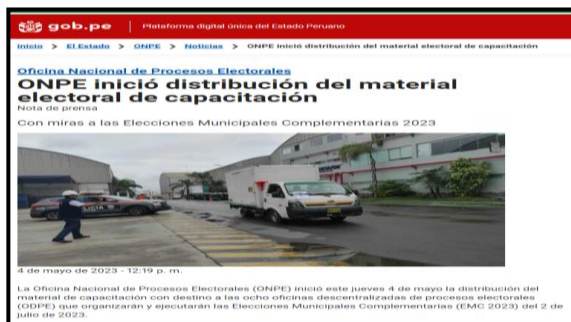 gob.pe | Plataforma digital única del Estado Peruano
Inicio > El Estado > ONPE > Noticias > ONPE inició distribución del material electoral de capacitación
Oficina Nacional de Procesos Electorales
ONPE inició distribución del material
electoral de capacitación
Nota de prensa
Con miras a las Elecciones Municipales Complementarias 2023
4 de mayo de 2023 - 12:19 p. m.
La Oficina Nacional de Procesos Electorales (ONPE) inició este jueves 4 de mayo la distribución del
material de capacitación con destino a las ocho oficinas descentralizadas de procesos electorales
(ODPE) que organizarán y ejecutarán las Elecciones Municipales Complementarias (EMC 2023) del 2 de
julio de 2023.